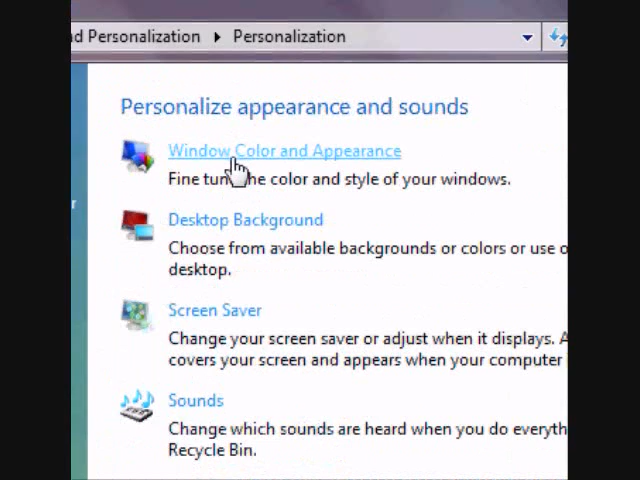 nd Personalization ▸ Personalization
Personalize appearance and sounds
Window Color and Appearance
Fine tun he color and style of your windows.
Desktop Background
Choose from available backgrounds or colors or use o
desktop.
Screen Saver
Change your screen saver or adjust when it displays. A
covers your screen and appears when your computer
Sounds
Change which sounds are heard when you do everyth
Recycle Bin.
r